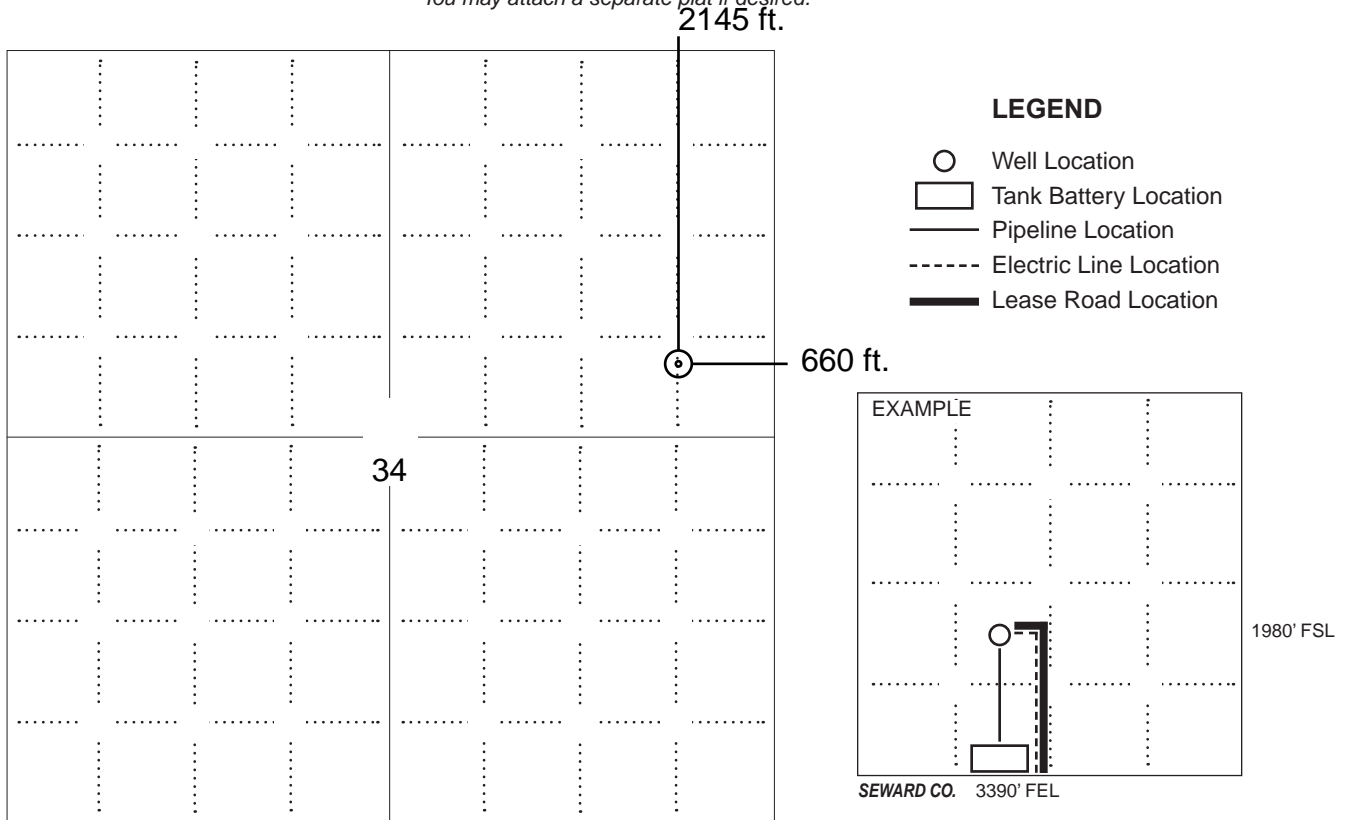 You may attach a separate plat if desired.
2145 ft.
LEGEND
Well Location
Tank Battery Location
Pipeline Location
Electric Line Location
Lease Road Location
660 ft.
34
EXAMPLE
1980' FSL
SEWARD CO. 3390' FEL